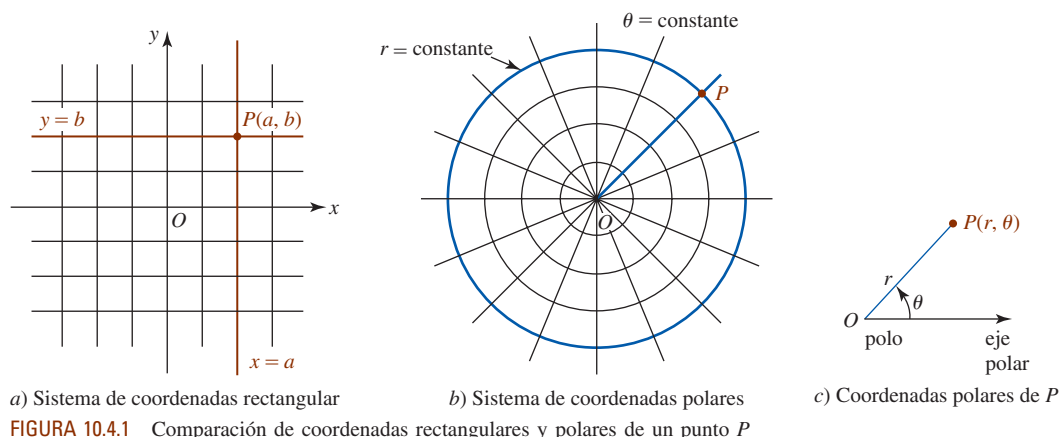 y
y = b
P(a, b)
O
x
x = a
a) Sistema de coordenadas rectangular
θ = constante
r = constante
P
O
b) Sistema de coordenadas polares
P(r, θ)
r
θ
O
polo
eje
polar
c) Coordenadas polares de P
FIGURA 10.4.1 Comparación de coordenadas rectangulares y polares de un punto P